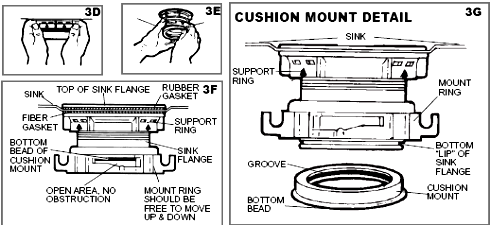 3D
3E
3F
TOP OF SINK FLANGE
RUBBER
GASKET
SINK
FIBER
GASKET
SUPPORT
RING
BOTTOM
BEAD OF
CUSHION
MOUNT
SINK
FLANGE
OPEN AREA, NO
OBSTRUCTION
MOUNT RING
SHOULD BE
FREE TO MOVE
UP & DOWN
CUSHION MOUNT DETAIL
3G
SINK
SUPPORT
RING
MOUNT
RING
BOTTOM
"LIP" OF
SINK
FLANGE
GROOVE
CUSHION
MOUNT
BOTTOM
BEAD